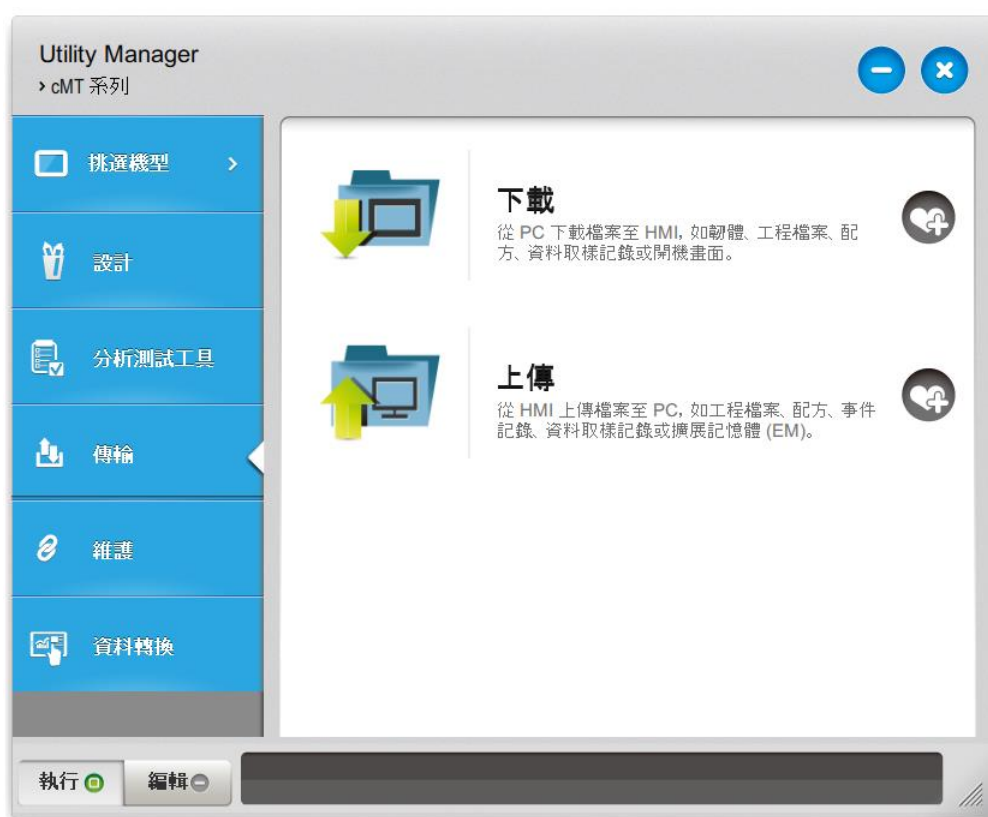 Utility Manager
› cMT 系列
挑選機型 ›
設計
分析測試工具
傳輸
維護
資料轉換
下載
從 PC 下載檔案至 HMI, 如韌體、工程檔案、配
方、資料取樣記錄或開機畫面。
上傳
從 HMI 上傳檔案至 PC, 如工程檔案、配方、事件
記錄、資料取樣記錄或擴展記憶體 (EM)。
執行
編輯